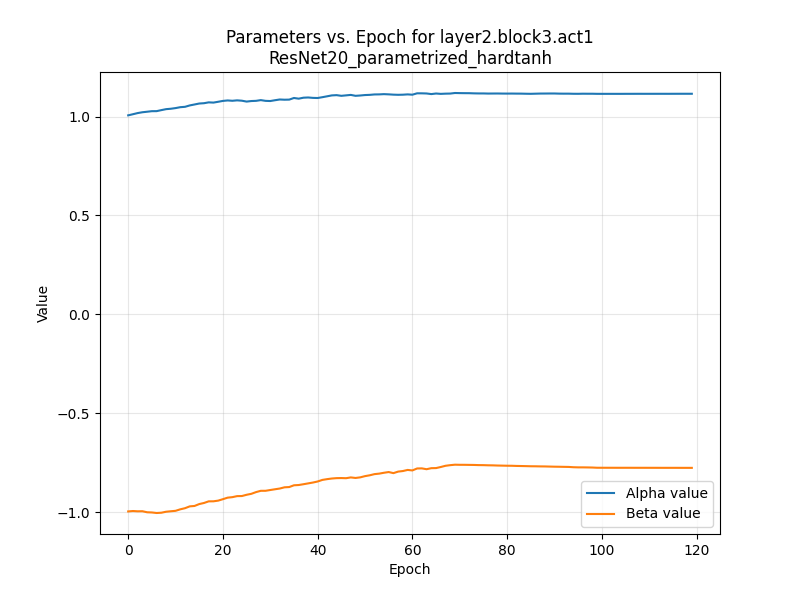 Parameters vs. Epoch for layer2.block3.act1
ResNet20_parametrized_hardtanh
1.0
0.5
0.0
−0.5
−1.0
Value
0
20
40
60
80
100
120
Epoch
Alpha value
Beta value